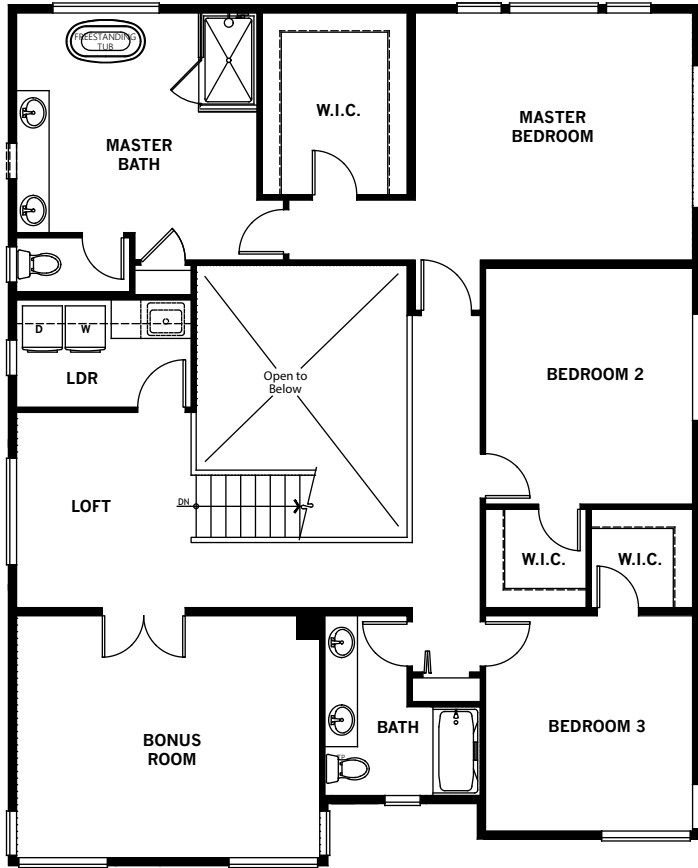 FREESTANDING
TUB
W.I.C.
MASTER
BEDROOM
MASTER
BATH
D
W
LDR
Open to
Below
BEDROOM 2
LOFT
DN
W.I.C.
W.I.C.
BATH
BEDROOM 3
BONUS
ROOM